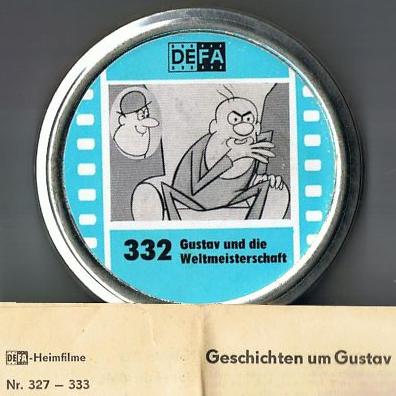 DEFA
332 Gustav und die
Weltmeisterschaft
DEFA-Heimfilme
Geschichten um Gustav
Nr. 327 – 333